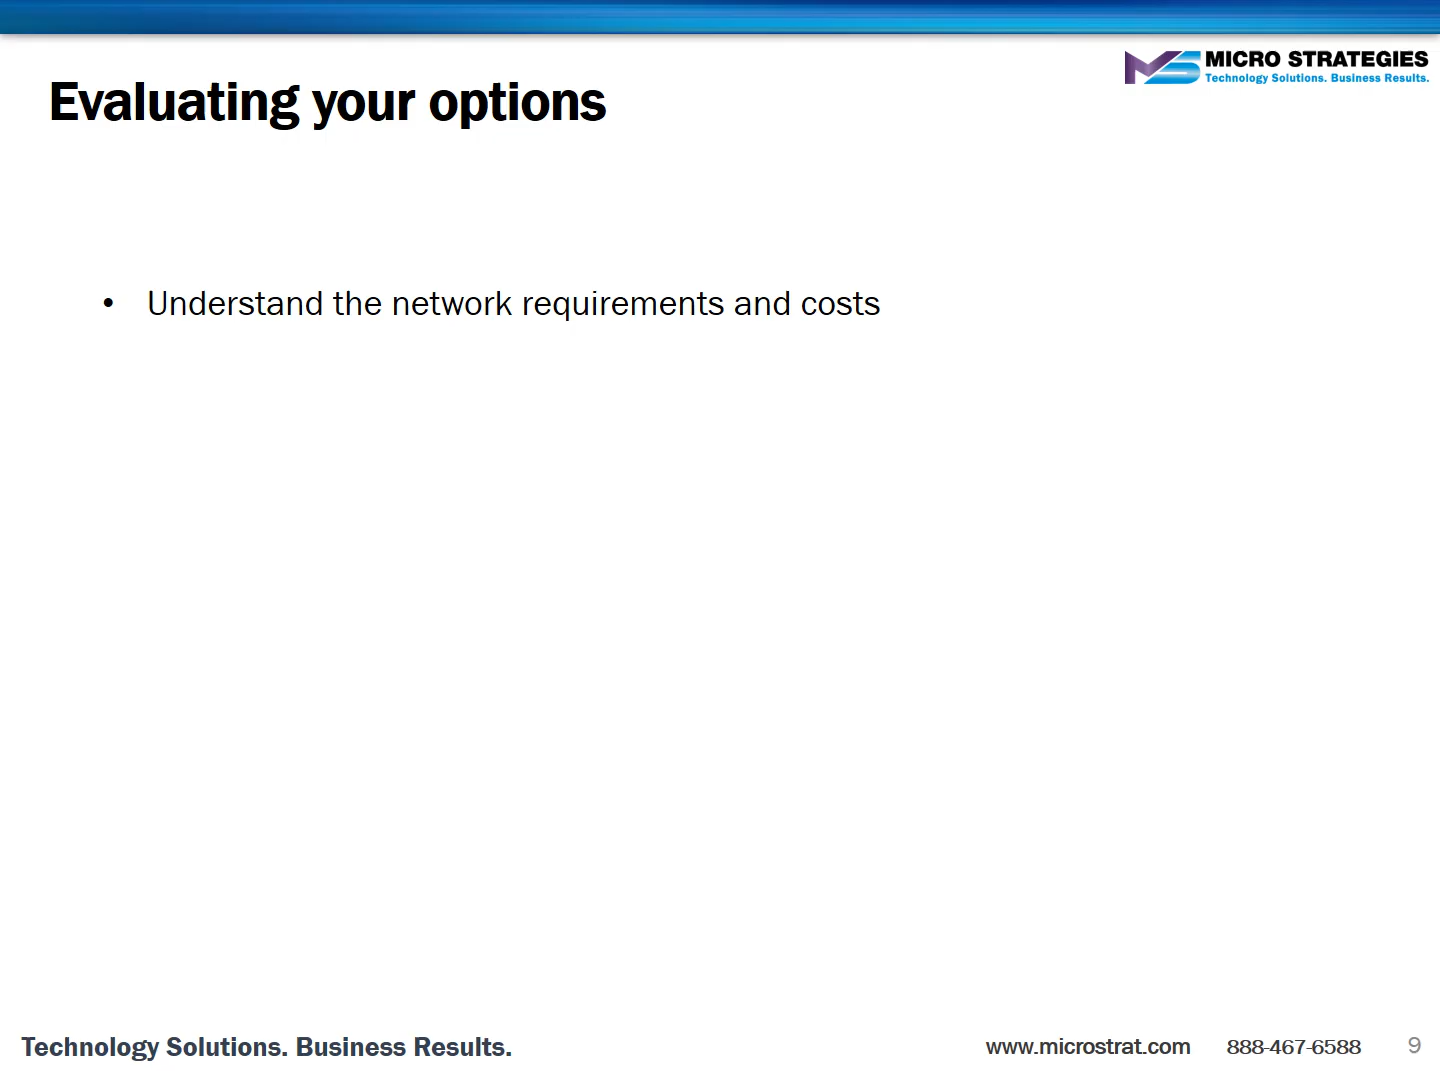 MICRO STRATEGIES
Technology Solutions. Business Results.
Evaluating your options
• Understand the network requirements and costs
Technology Solutions. Business Results.
www.microstrat.com 888-467-6588 9